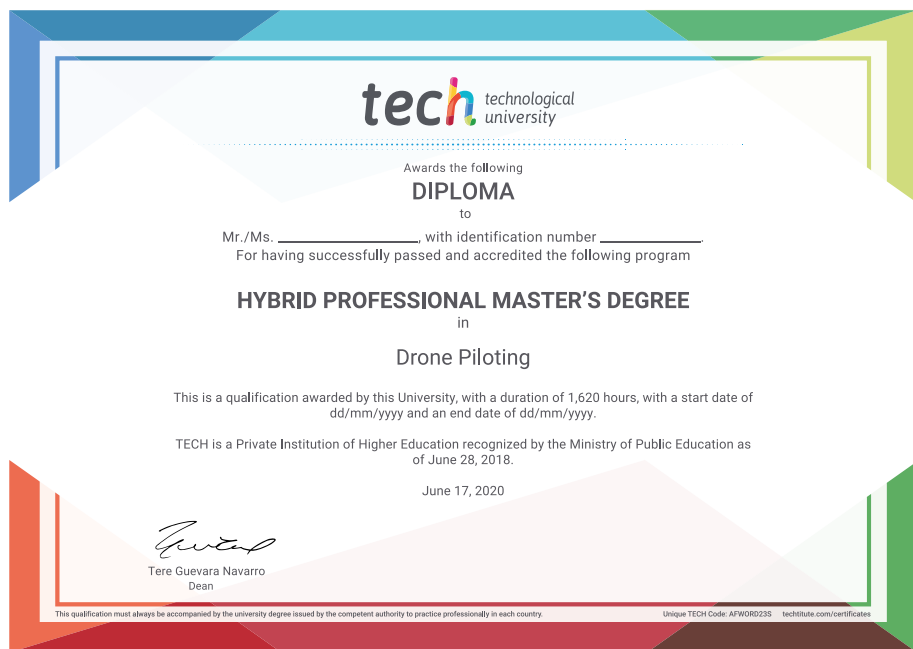 tech technological
university
Awards the following
DIPLOMA
to
Mr./Ms. ____________________, with identification number ______________.
For having successfully passed and accredited the following program
HYBRID PROFESSIONAL MASTER’S DEGREE
in
Drone Piloting
This is a qualification awarded by this University, with a duration of 1,620 hours, with a start date of
dd/mm/yyyy and an end date of dd/mm/yyyy.
TECH is a Private Institution of Higher Education recognized by the Ministry of Public Education as
of June 28, 2018.
June 17, 2020
Tere Guevara Navarro
Dean
This qualification must always be accompanied by the university degree issued by the competent authority to practice professionally in each country.
Unique TECH Code: AFWORD23S techtitute.com/certificates